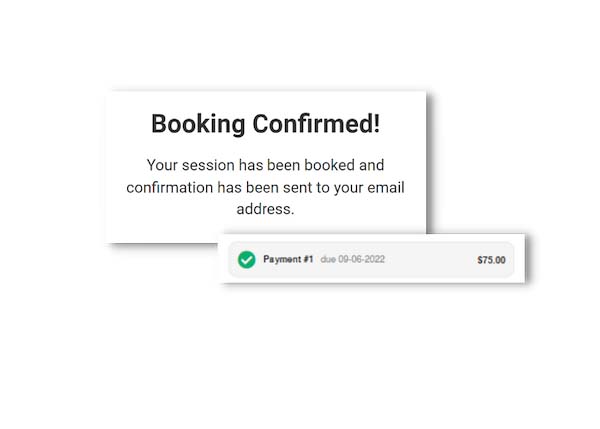 Booking Confirmed!
Your session has been booked and
confirmation has been sent to your email
address.
Payment #1 due 09-06-2022 $75.00